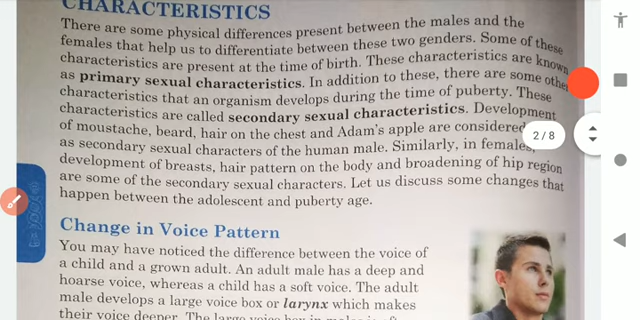 CHARACTERISTICS
There are some physical differences present between the males and the
females that help us to differentiate between these two genders. Some of these
characteristics are present at the time of birth. These characteristics are known
as primary sexual characteristics. In addition to these, there are some other
characteristics that an organism develops during the time of puberty. These
characteristics are called secondary sexual characteristics. Development
of moustache, beard, hair on the chest and Adam's apple are considered
as secondary sexual characters of the human male. Similarly, in females,
development of breasts, hair pattern on the body and broadening of hip region
are some of the secondary sexual characters. Let us discuss some changes that
happen between the adolescent and puberty age.
2/8
Change in Voice Pattern
You may have noticed the difference between the voice of
a child and a grown adult. An adult male has a deep and
hoarse voice, whereas a child has a soft voice. The adult
male develops a large voice box or larynx which makes
their voice deeper. The large voice box in males is